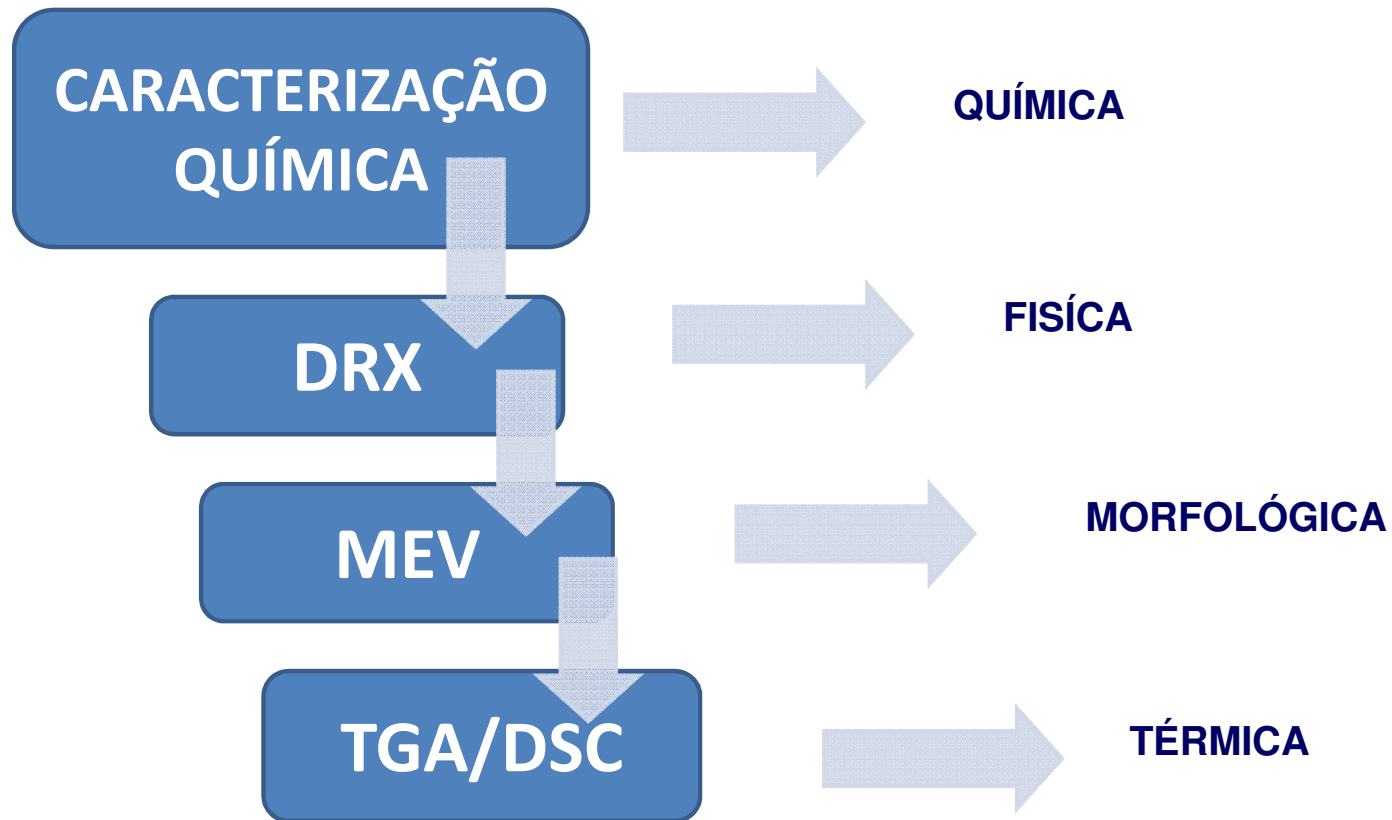 CARACTERIZAÇÃO
QUÍMICA
QUÍMICA
DRX
FISÍCA
MEV
MORFOLÓGICA
TGA/DSC
TÉRMICA